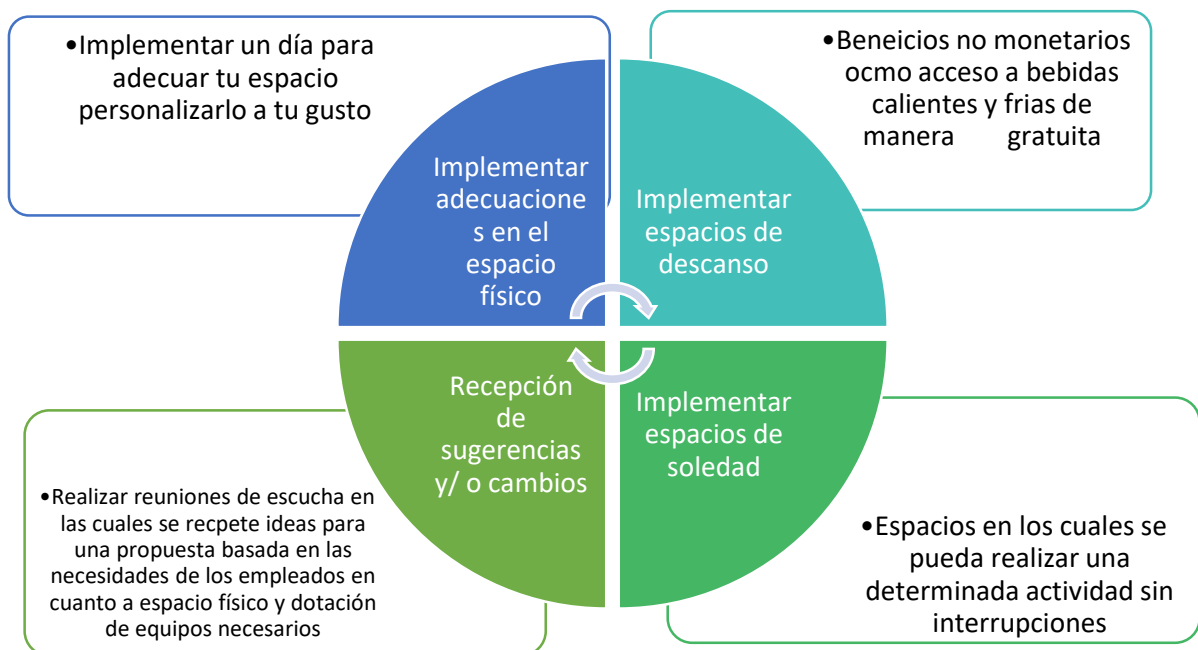 •Implementar un día para
adecuar tu espacio
personalizarlo a tu gusto
•Beneicios no monetarios
ocmo acceso a bebidas
calientes y frias de
manera gratuita
Implementar
adecuacione
s en el
espacio
físico
Implementar
espacios de
descanso
Recepción
de
sugerencias
y/ o cambios
Implementar
espacios de
soledad
•Realizar reuniones de escucha en
las cuales se recpete ideas para
una propuesta basada en las
necesidades de los empleados en
cuanto a espacio físico y dotación
de equipos necesarios
•Espacios en los cuales se
pueda realizar una
determinada actividad sin
interrupciones